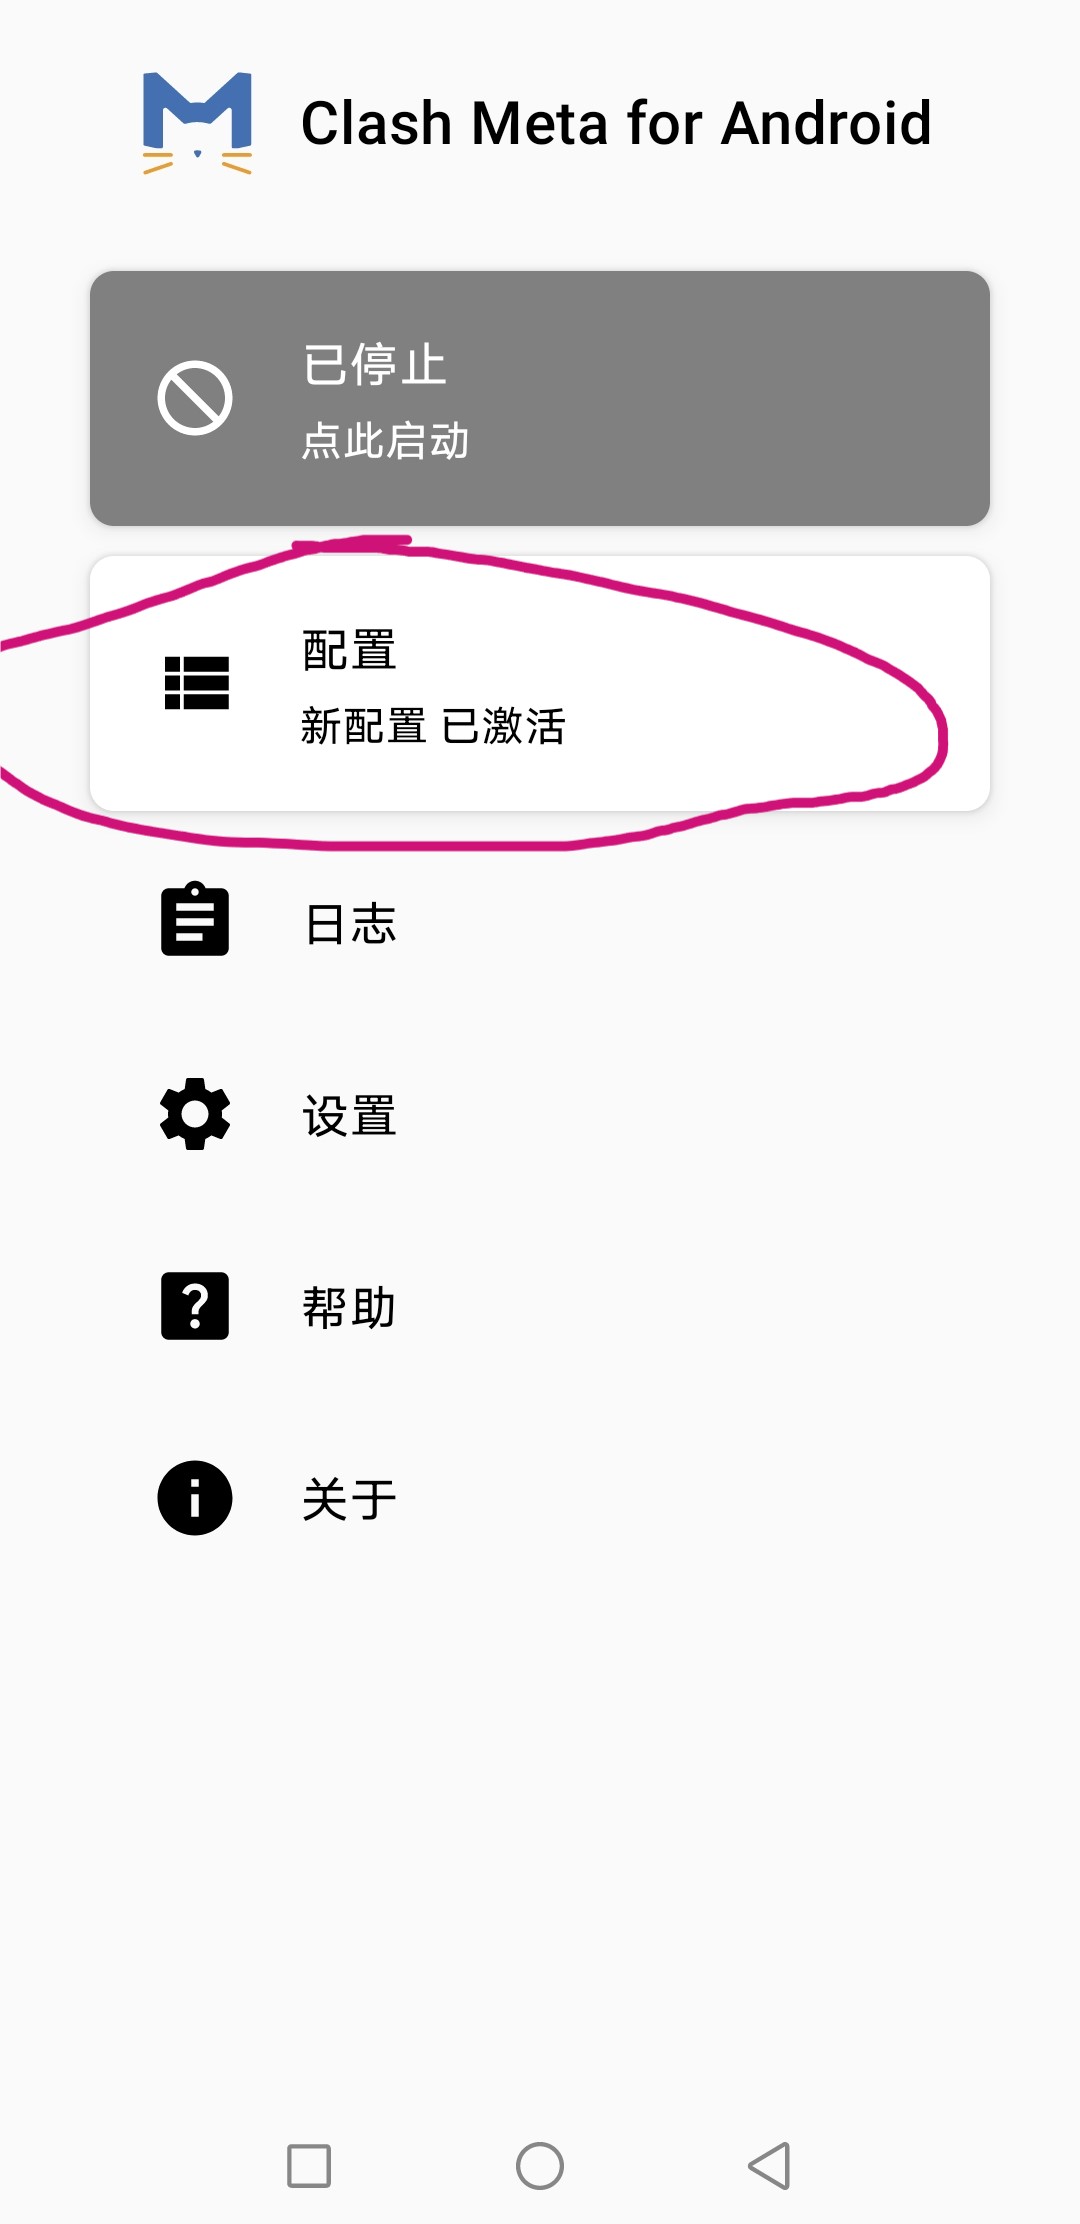 Clash Meta for Android
已停止
点此启动
配置
新配置 已激活
日志
设置
帮助
关于